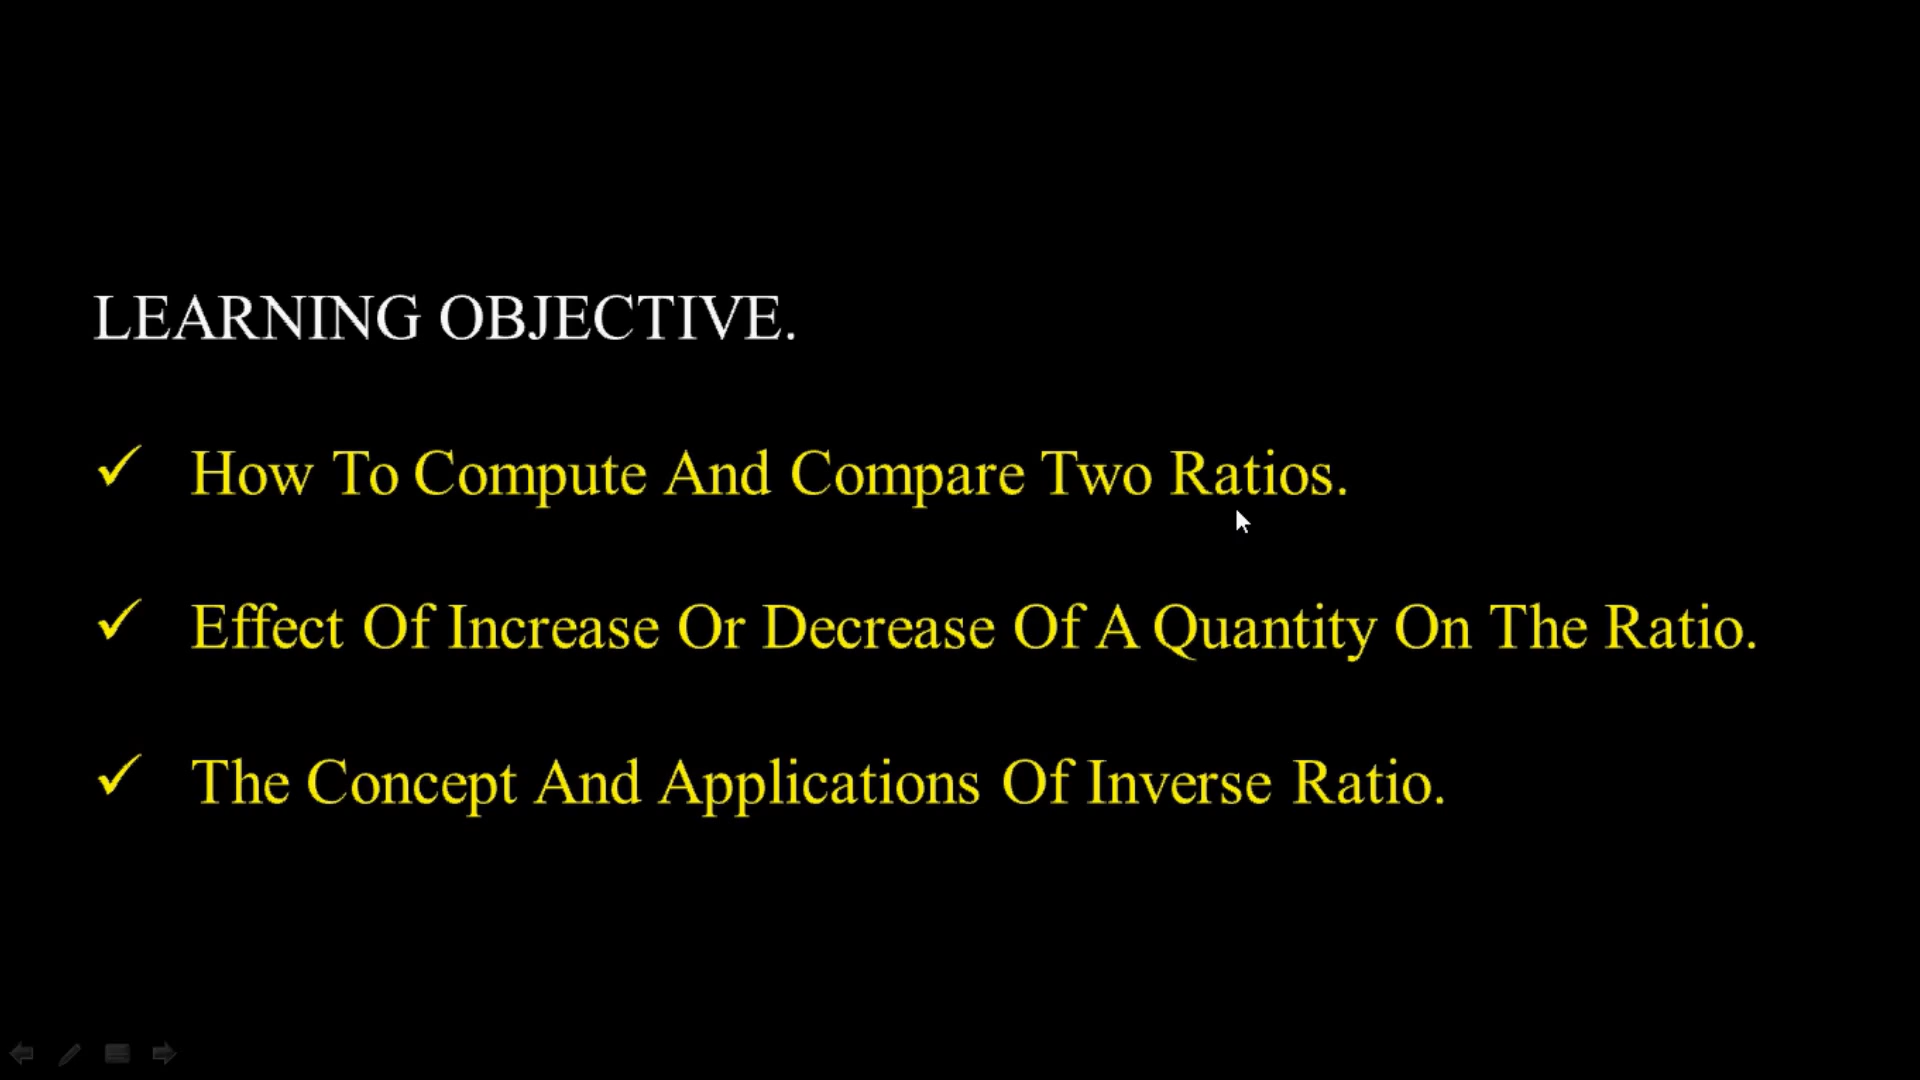 LEARNING OBJECTIVE.
✓ How To Compute And Compare Two Ratios.
✓ Effect Of Increase Or Decrease Of A Quantity On The Ratio.
✓ The Concept And Applications Of Inverse Ratio.